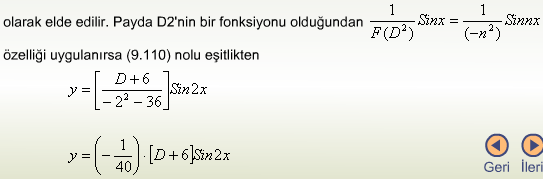 olarak elde edilir. Payda D2'nin bir fonksiyonu olduğundan $\frac{1}{F(D^2)} Sinx = \frac{1}{(-n^2)} Sinnx$
özelliği uygulanırsa (9.110) nolu eşitlikten
$y = \left[ \frac{D+6}{-2^2-36} \right] Sin2x$
$y = \left( -\frac{1}{40} \right) \cdot [D+6] Sin2x$
Geri İleri